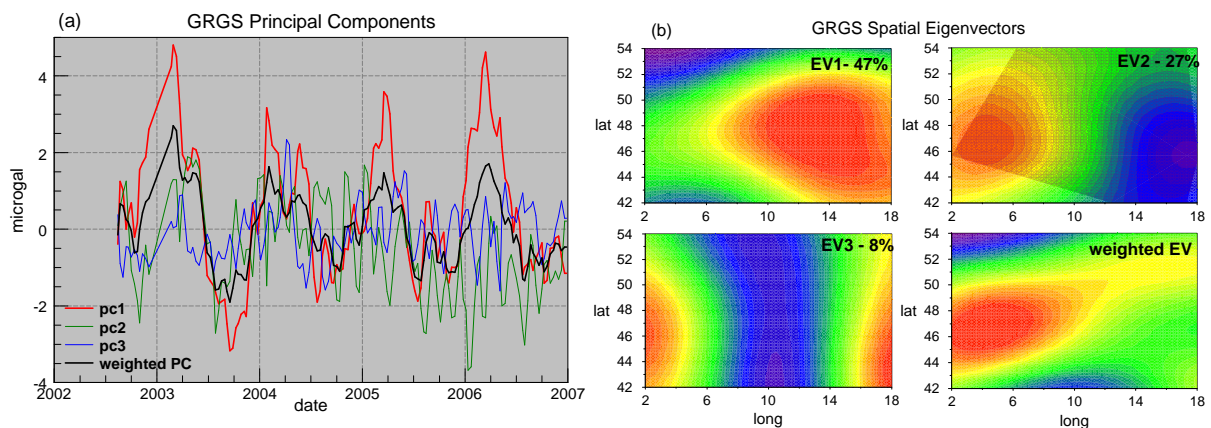 (a)
GRGS Principal Components
microgal
4
2
0
-2
-4
pc1
pc2
pc3
weighted PC
2002
2003
2004
2005
2006
2007
date
(b)
GRGS Spatial Eigenvectors
54
52
50
48
46
44
42
lat
EV1- 47%
2
10
14
18
54
52
50
48
46
44
42
lat
EV2 - 27%
2
6
10
14
18
54
52
50
48
46
44
42
lat
EV3 - 8%
2
6
10
14
18
long
54
52
50
48
46
44
42
lat
weighted EV
2
6
10
14
18
long